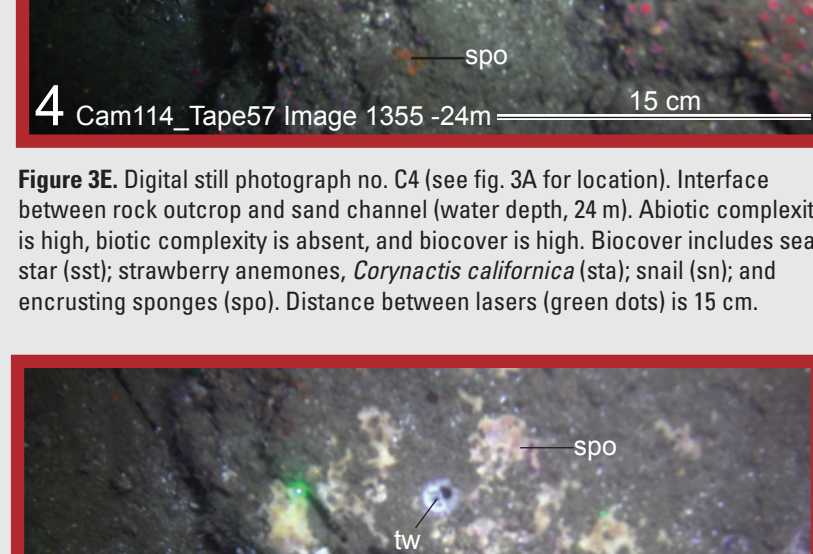 spo
4 Cam114_Tape57 Image 1355 -24m
15 cm
Figure 3E. Digital still photograph no. C4 (see fig. 3A for location). Interface
between rock outcrop and sand channel (water depth, 24 m). Abiotic complexit
is high, biotic complexity is absent, and biocover is high. Biocover includes sea
star (sst); strawberry anemones, Corynactis californica (sta); snail (sn); and
encrusting sponges (spo). Distance between lasers (green dots) is 15 cm.
spo
tw